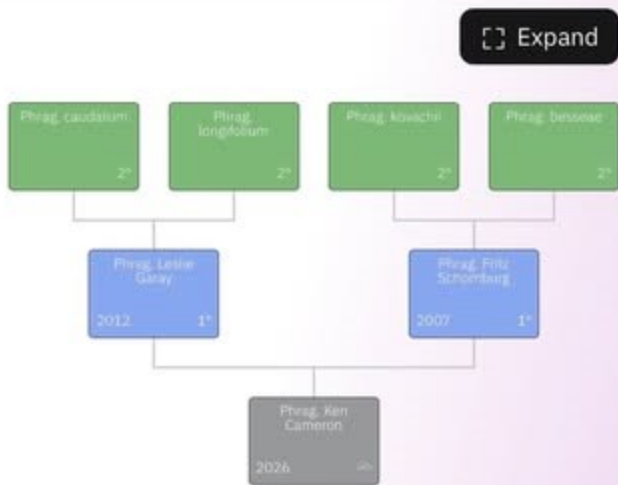 Expand
Phrag. caudatum
2°
Phrag.
longifolium
2°
Phrag. kovachii
2°
Phrag. besseae
2°
Phrag. Leslie
Garay
2012
1°
Phrag. Fritz
Schomburg
2007
1°
Phrag. Ken
Cameron
2026